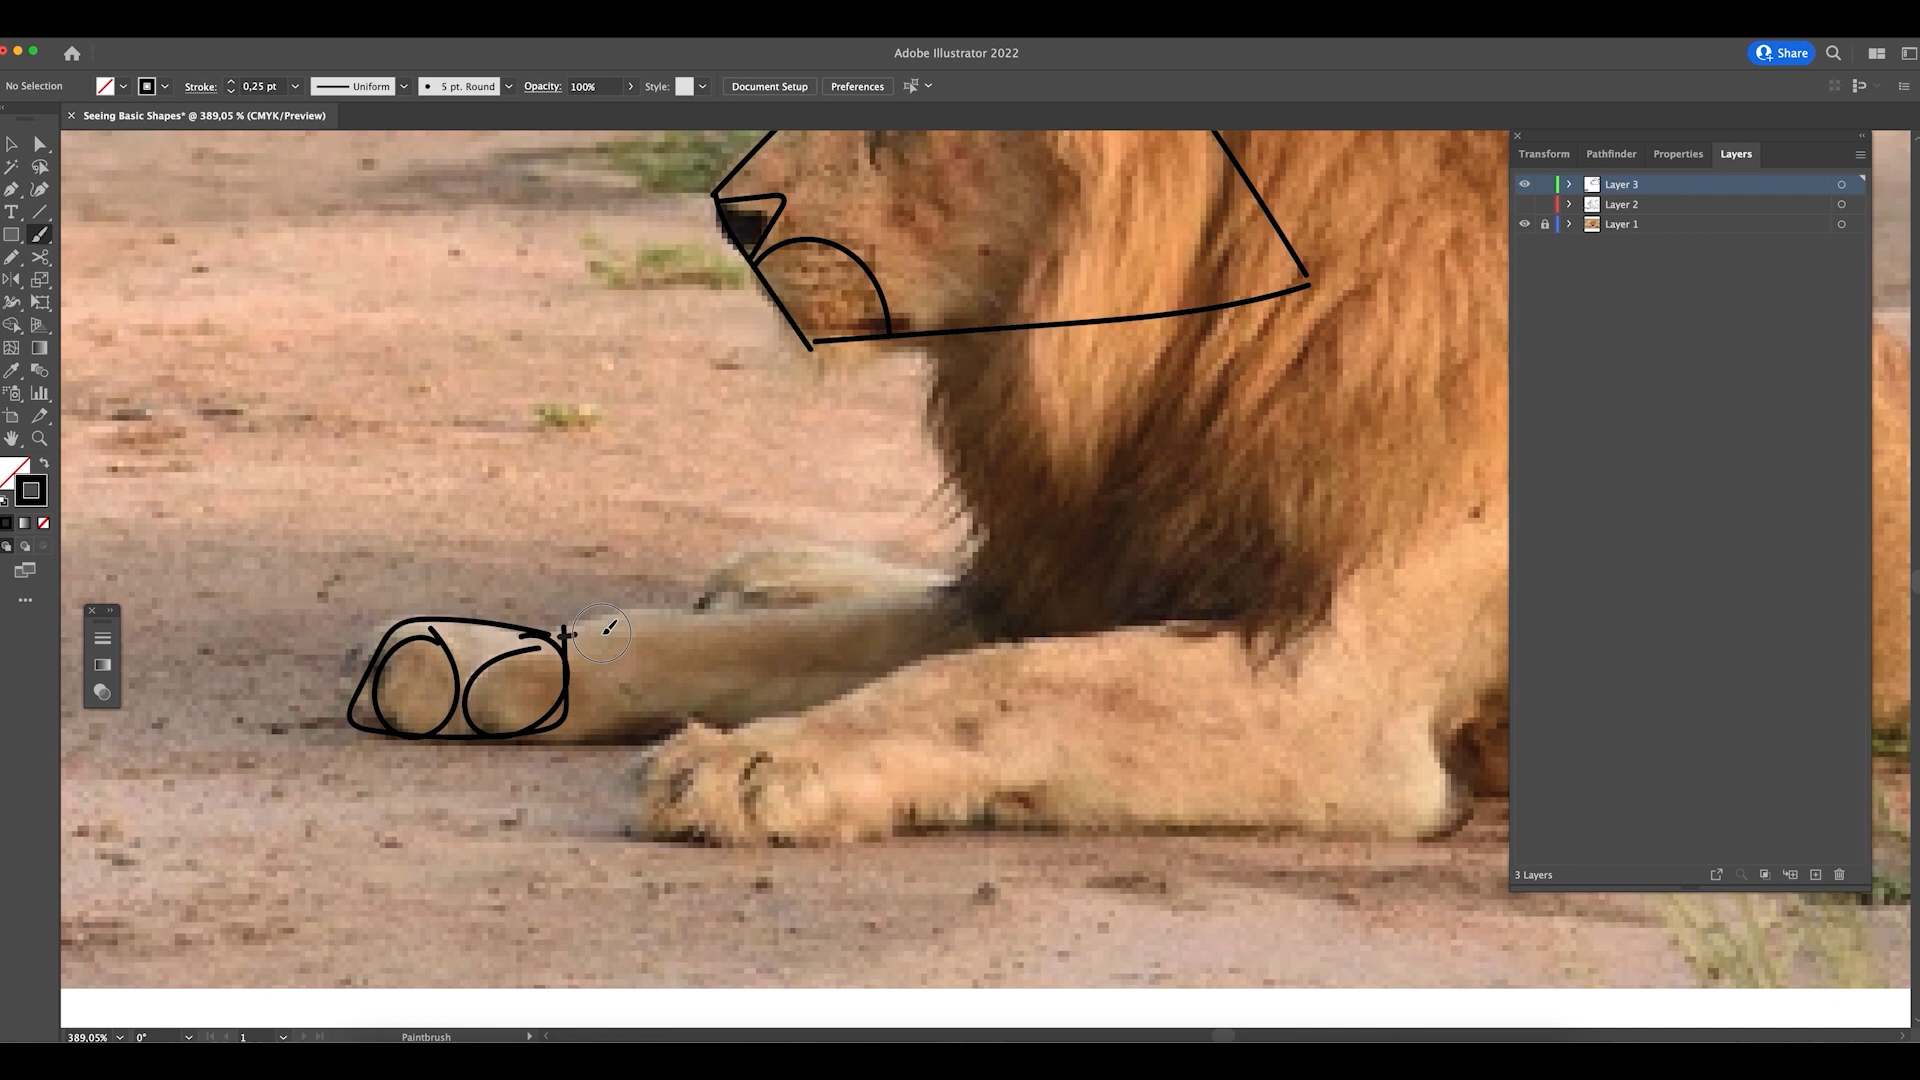 Adobe Illustrator 2022
Share
No Selection
Stroke:
0,25 pt
Uniform
5 pt. Round
Opacity:
100%
Style:
Document Setup
Preferences
Seeing Basic Shapes* @ 389,05 % (CMYK/Preview)
Transform
Pathfinder
Properties
Layers
Layer 3
Layer 2
Layer 1
3 Layers
389,05%
0°
1
Paintbrush